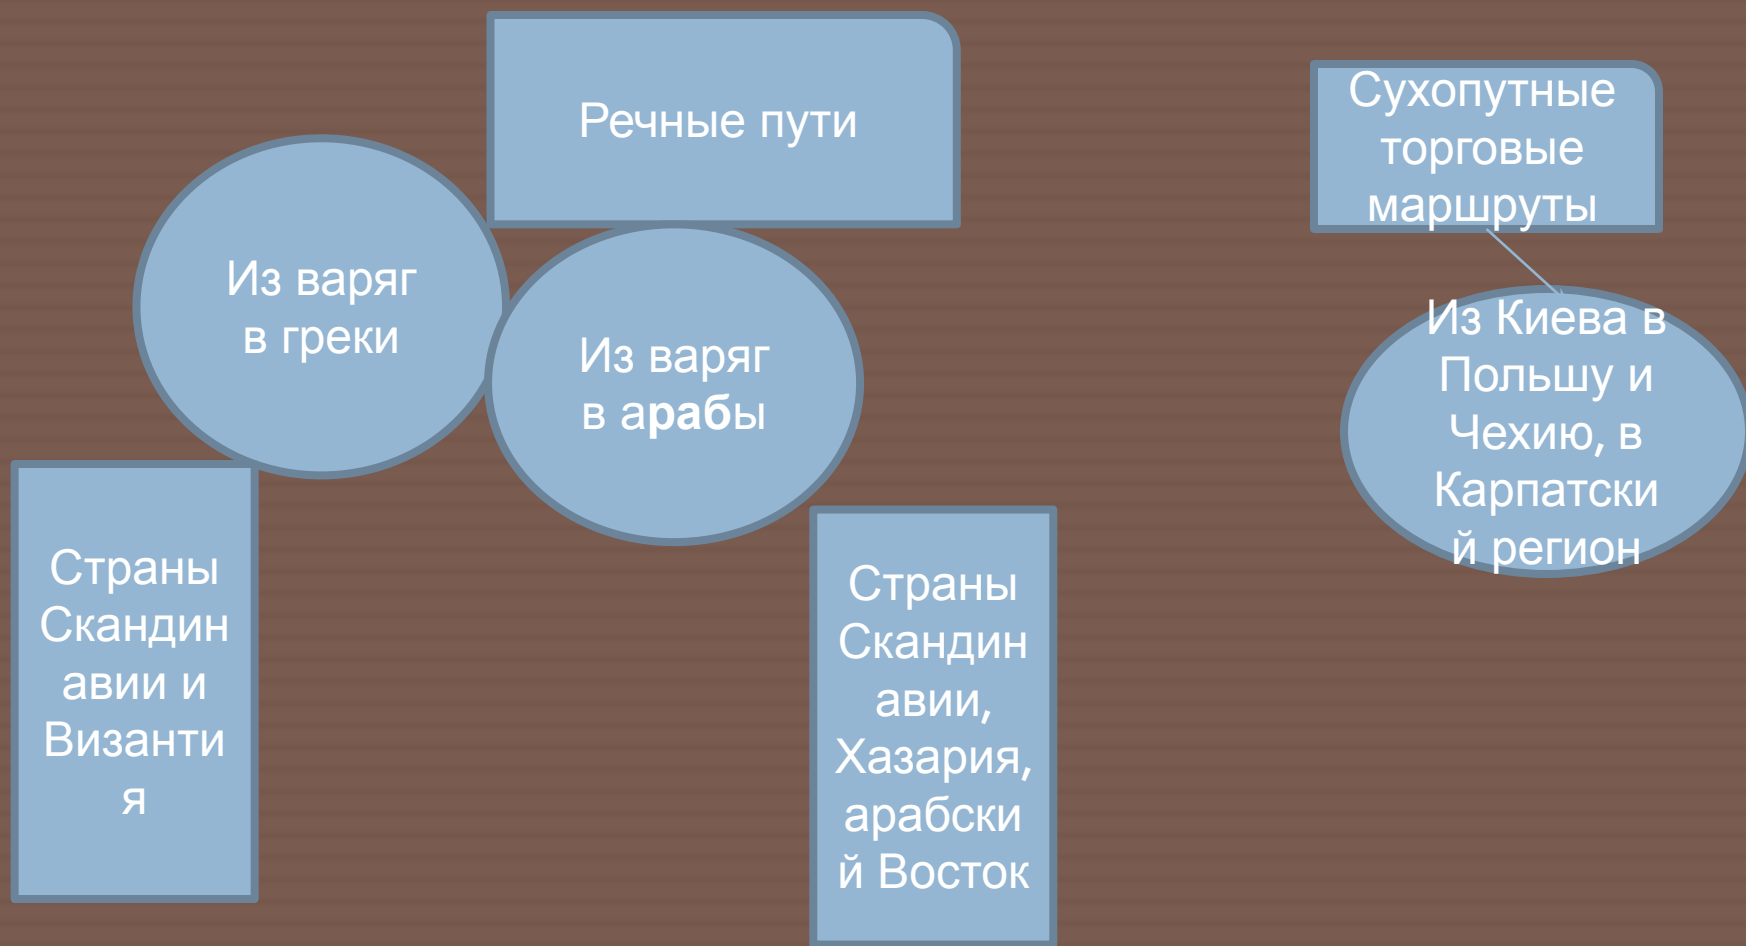 Речные пути
Из варяг
в греки
Из варяг
в арабы
Страны
Скандин
авии и
Византи
я
Страны
Скандин
авии,
Хазария,
арабски
й Восток
Сухопутные
торговые
маршруты
Из Киева в
Польшу и
Чехию, в
Карпатски
й регион